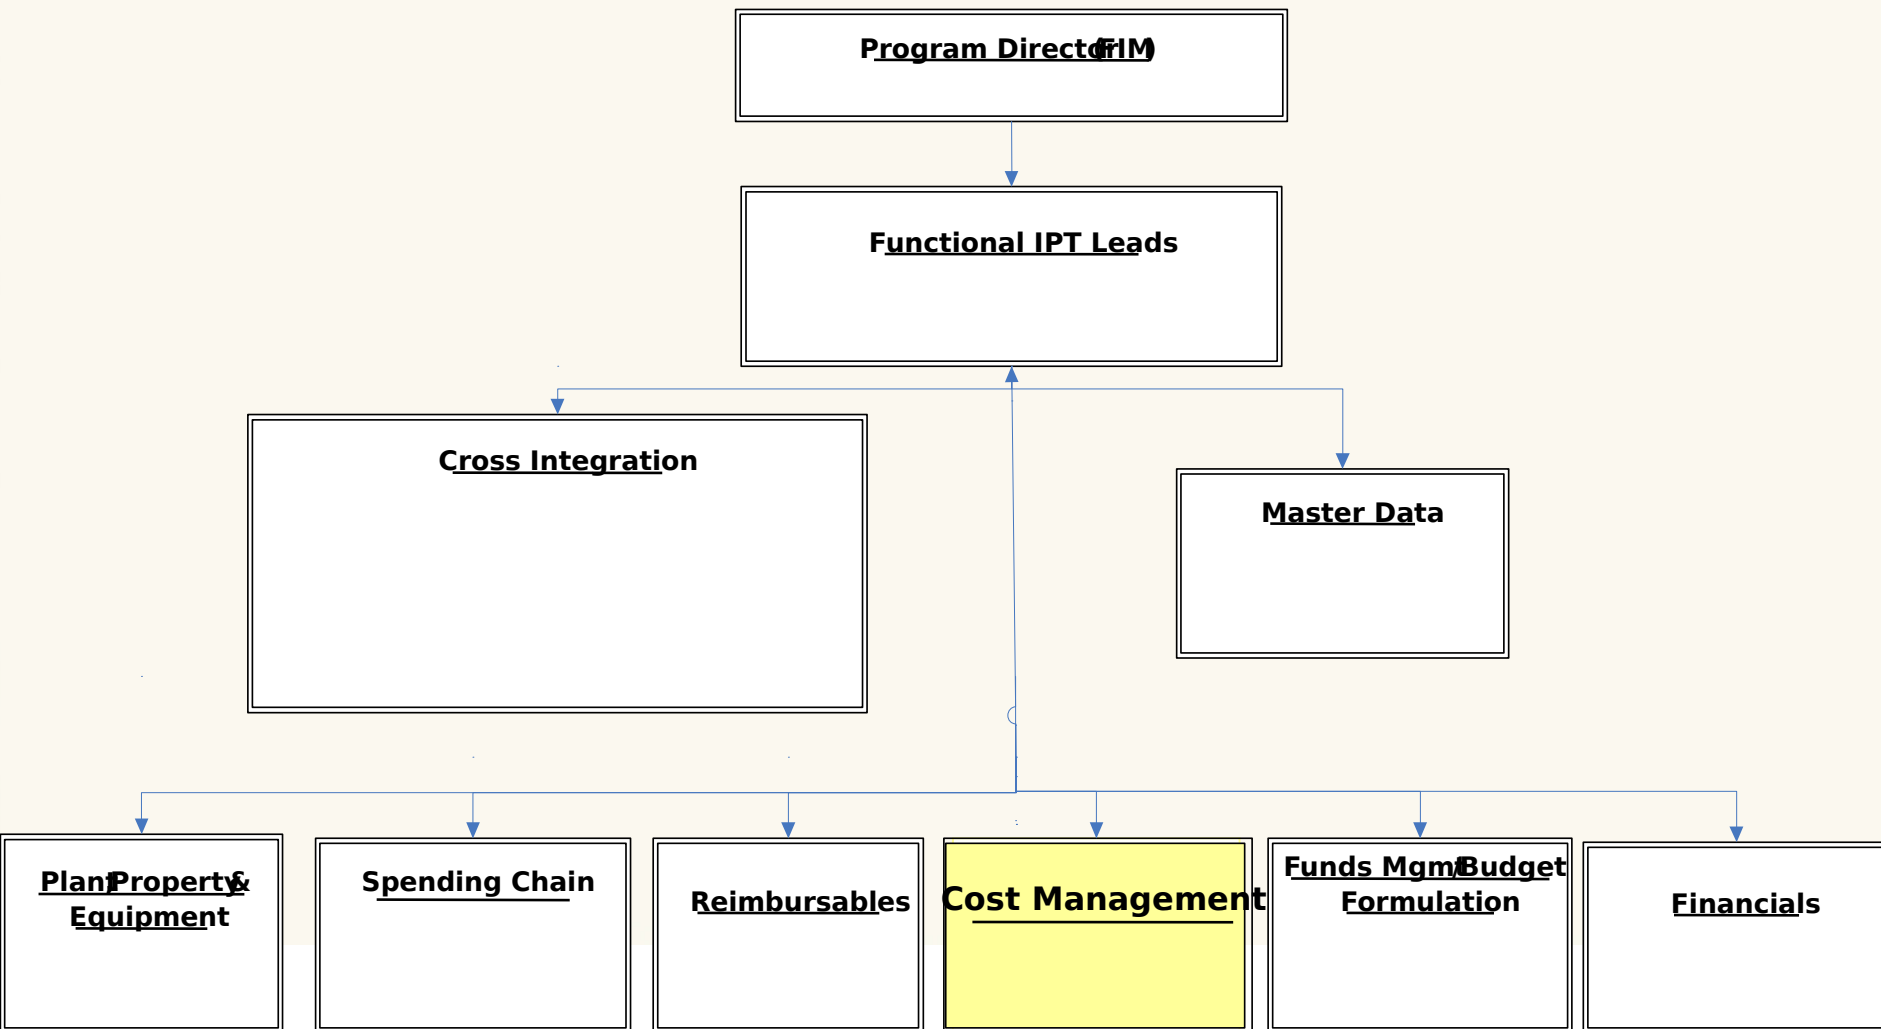 Program Director (FIM)
Functional IPT Leads
Cross Integration
Master Data
Plant Property &
Equipment
Spending Chain
Reimbursables
Cost Management
Funds Mgmt/Budget
Formulation
Financials